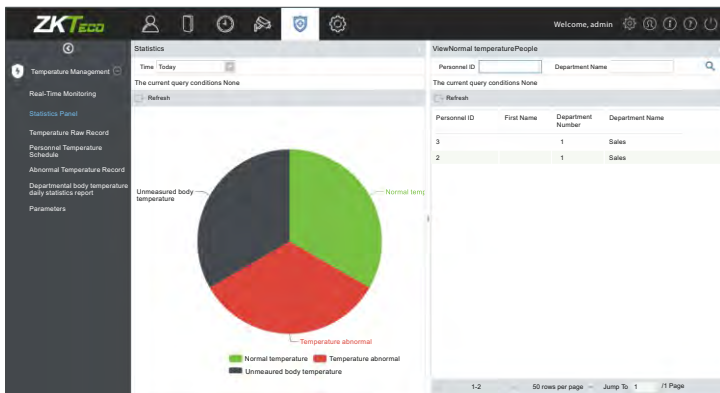 ZKTECO
Welcome, admin
Temperature Management
Real-Time Monitoring
Statistics Panel
Temperature Raw Record
Personnel Temperature
Schedule
Abnormal Temperature Record
Departmental body temperature
daily statistics report
Parameters
Statistics
Time Today
The current query conditions None
Refresh
Unmeasured body
temperature
Normal temp
Temperature abnormal
Normal temperature Temperature abnormal
Unmeaured body temperature
ViewNormal temperaturePeople
Personnel ID Department Name
The current query conditions None
Refresh
Personnel ID First Name Department Number Department Name
3 1 Sales
2 1 Sales
1-2 50 rows per page Jump To 1 /1 Page